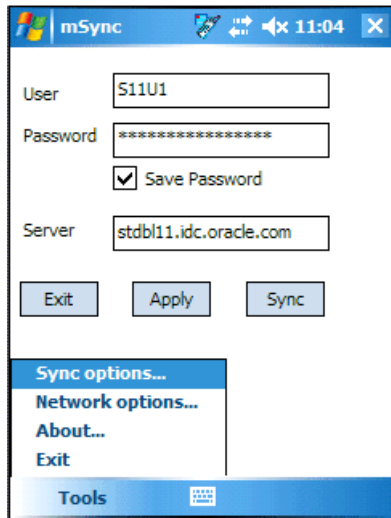 mSync 11:04
User S11U1
Password ****************
Save Password
Server stdbl11.idc.oracle.com
Exit Apply Sync
Sync options...
Network options...
About...
Exit
Tools